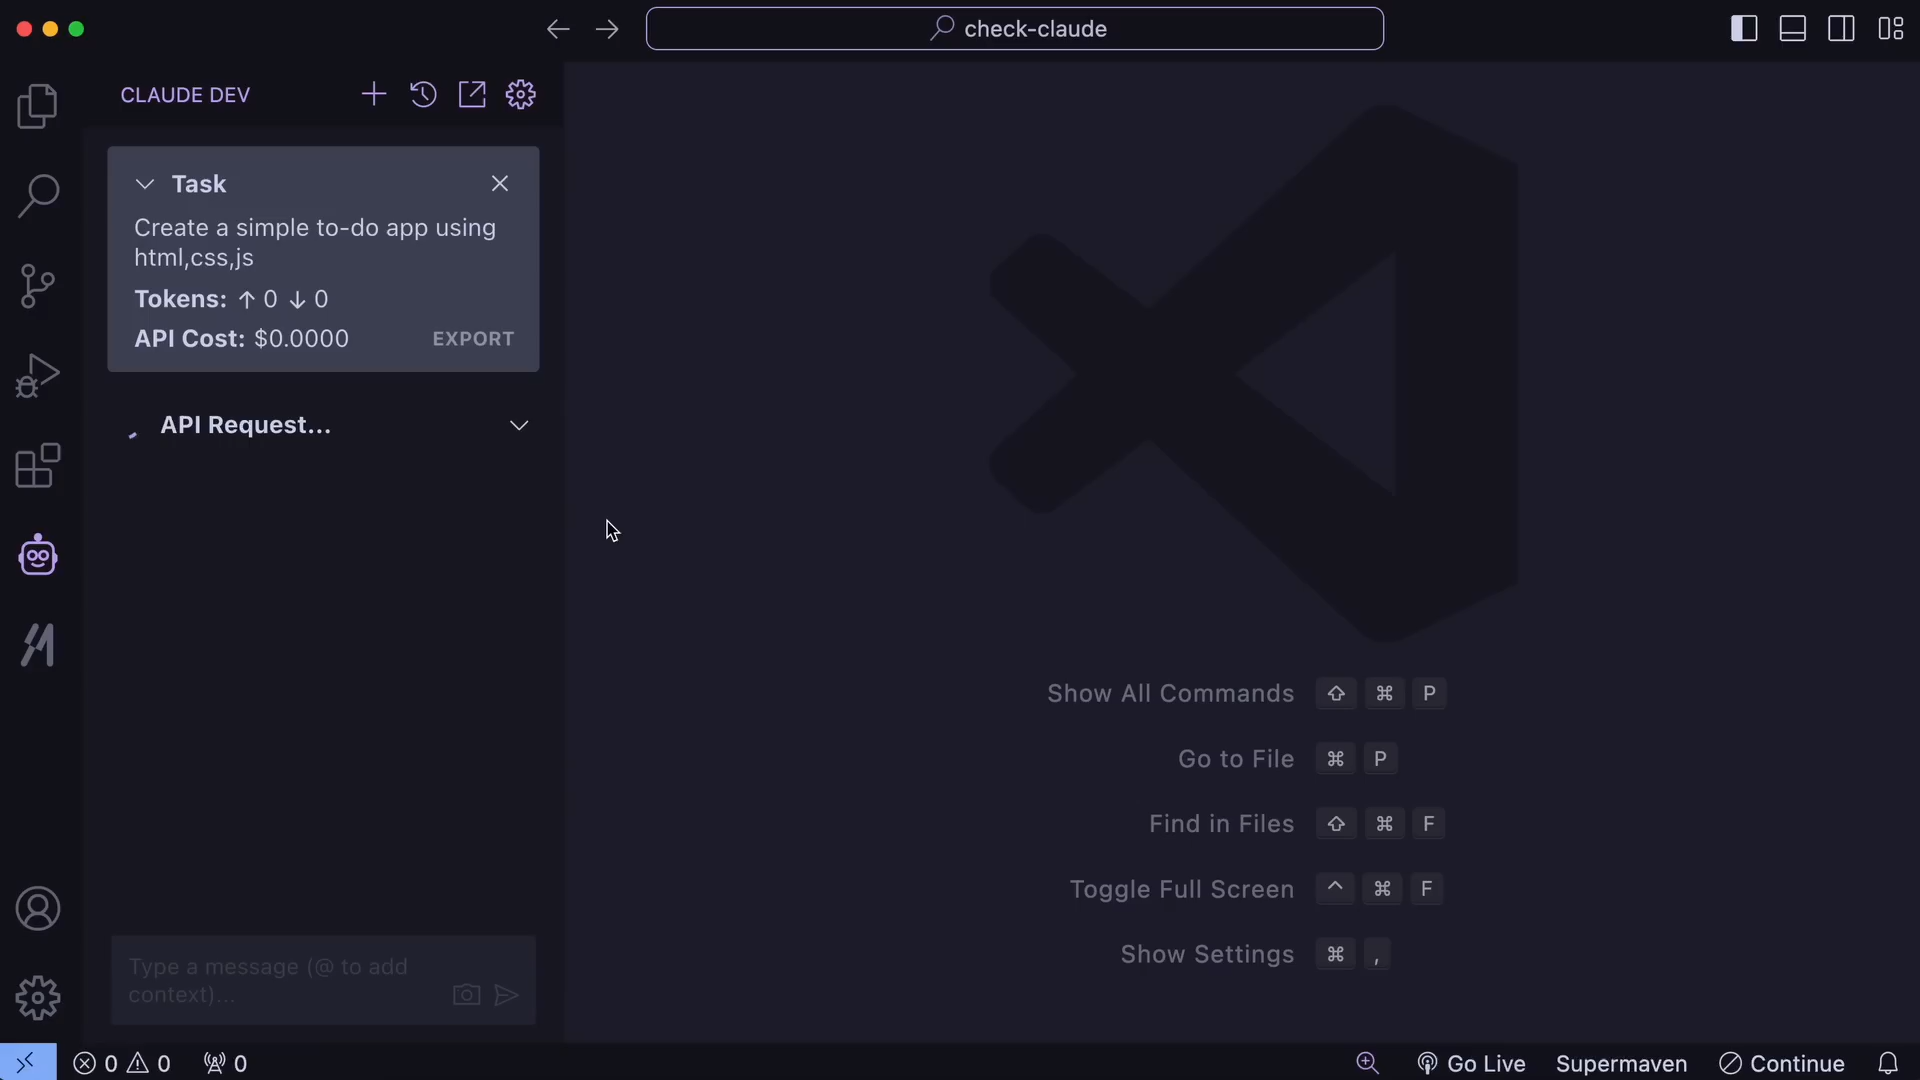 check-claude
CLAUDE DEV
Task
Create a simple to-do app using
html,css,js
Tokens: ↑ 0 ↓ 0
API Cost: $0.0000 EXPORT
API Request...
Show All Commands ⇧ ⌘ P
Go to File ⌘ P
Find in Files ⇧ ⌘ F
Toggle Full Screen ^ ⌘ F
Show Settings ⌘ ,
Type a message (@ to add
context)...
0 0 0 Go Live Supermaven Continue